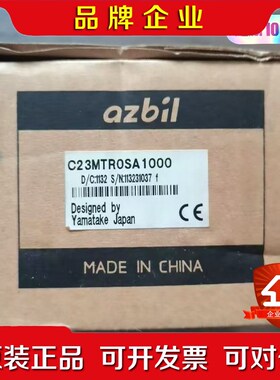 品牌企业
azbil
C23MTR0SA1000
D/C:1132 S/N:113231037 f
Designed by
Yamatake Japan
CE
MADE IN CHINA
企业
原装正品 可开发票 可对